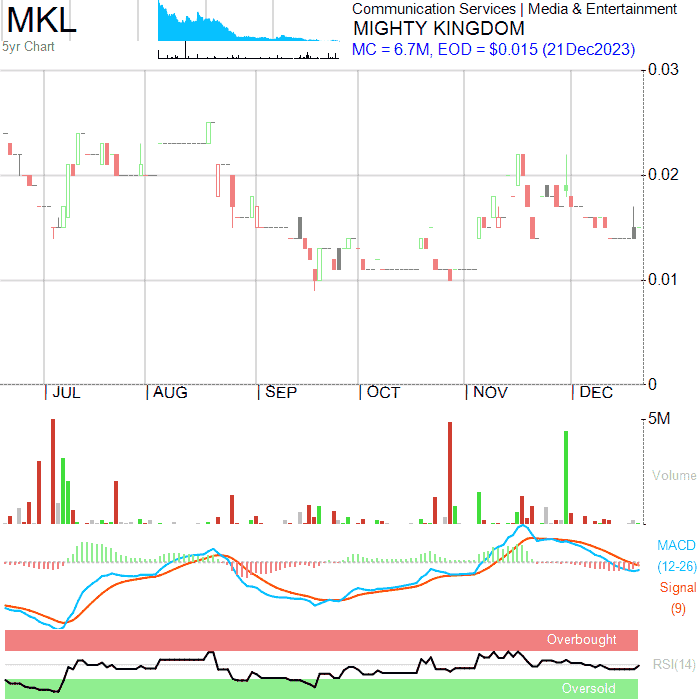 MKL
5yr Chart
Communication Services | Media & Entertainment
MIGHTY KINGDOM
MC = 6.7M, EOD = $0.015 (21Dec2023)
0.03
0.02
0.01
0
JUL AUG SEP OCT NOV DEC
5M
Volume
MACD
(12-26)
Signal
(9)
Overbought
RSI(14)
Oversold